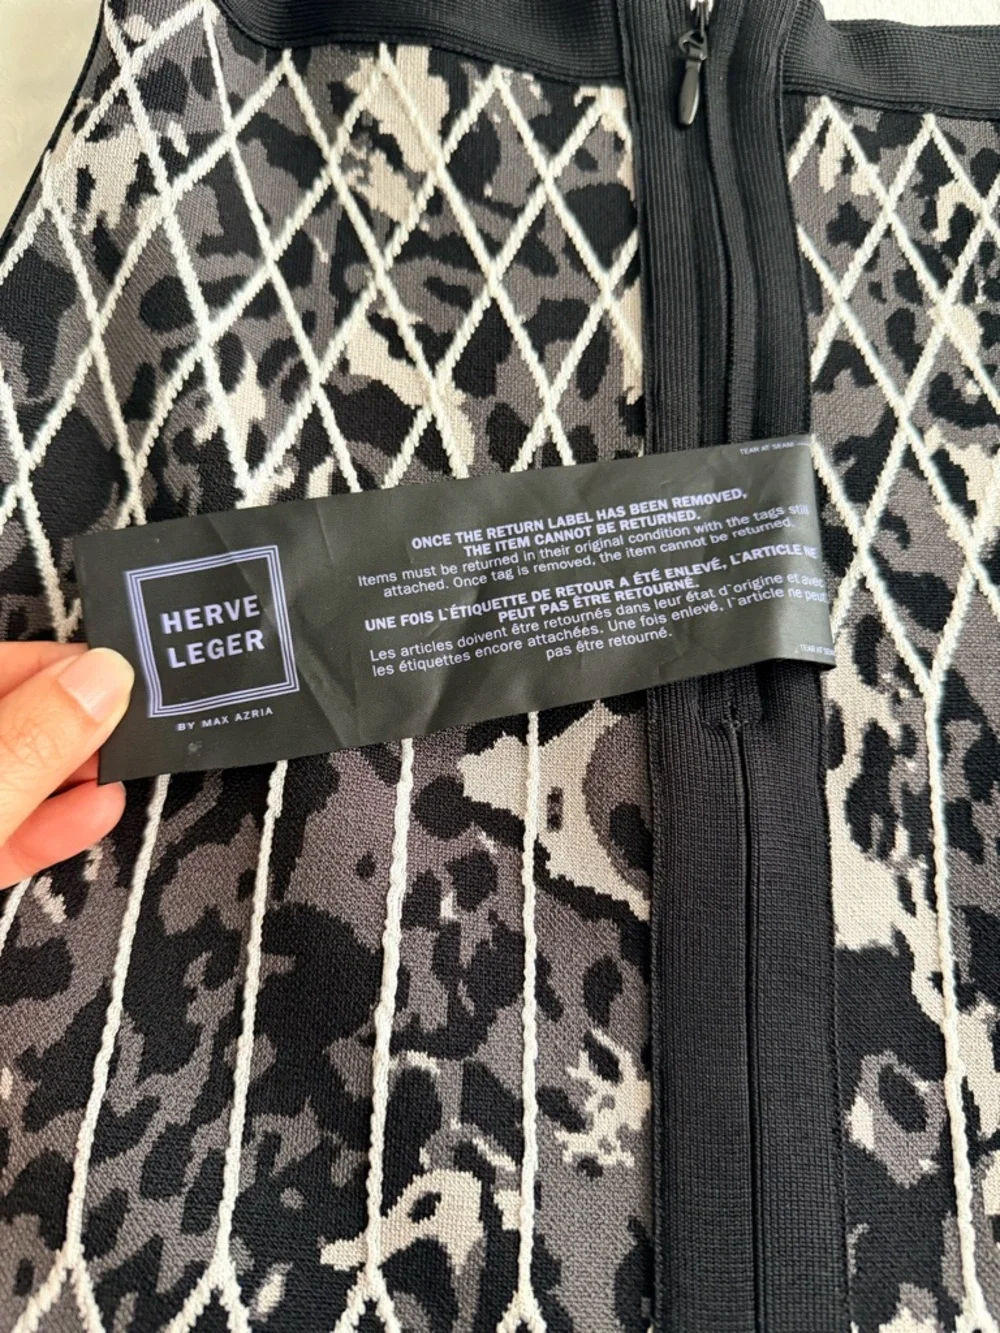 TEAR AT SEAM
HERVE
LEGER
BY MAX AZRIA
ONCE THE RETURN LABEL HAS BEEN REMOVED,
THE ITEM CANNOT BE RETURNED.
Items must be returned in their original condition with the tags still
attached. Once tag is removed, the item cannot be returned.
UNE FOIS L'ÉTIQUETTE DE RETOUR A ÉTÉ ENLEVÉ, L'ARTICLE NE
PEUT PAS ÊTRE RETOURNÉ.
Les articles doivent être retournés dans leur état d'origine et avec
les étiquettes encore attachées. Une fois enlevé, l'article ne peut
pas être retourné.
TEAR AT SEAM